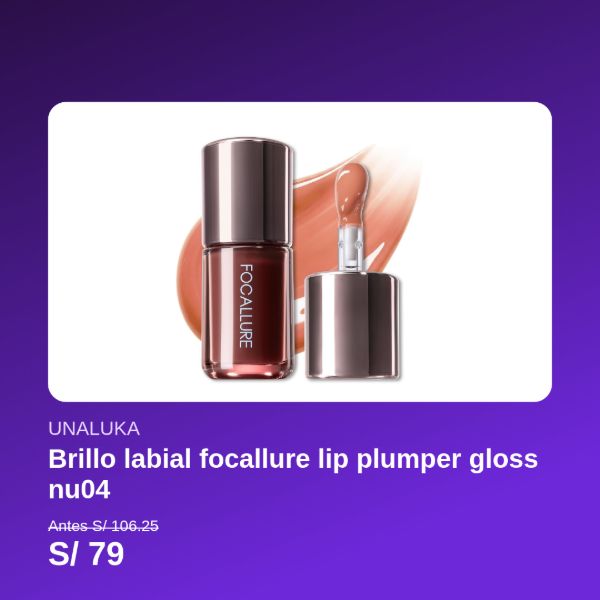 FOCALLURE
UNALUKA
Brillo labial focallure lip plumper gloss
nu04
Antes S/ 106.25
S/ 79